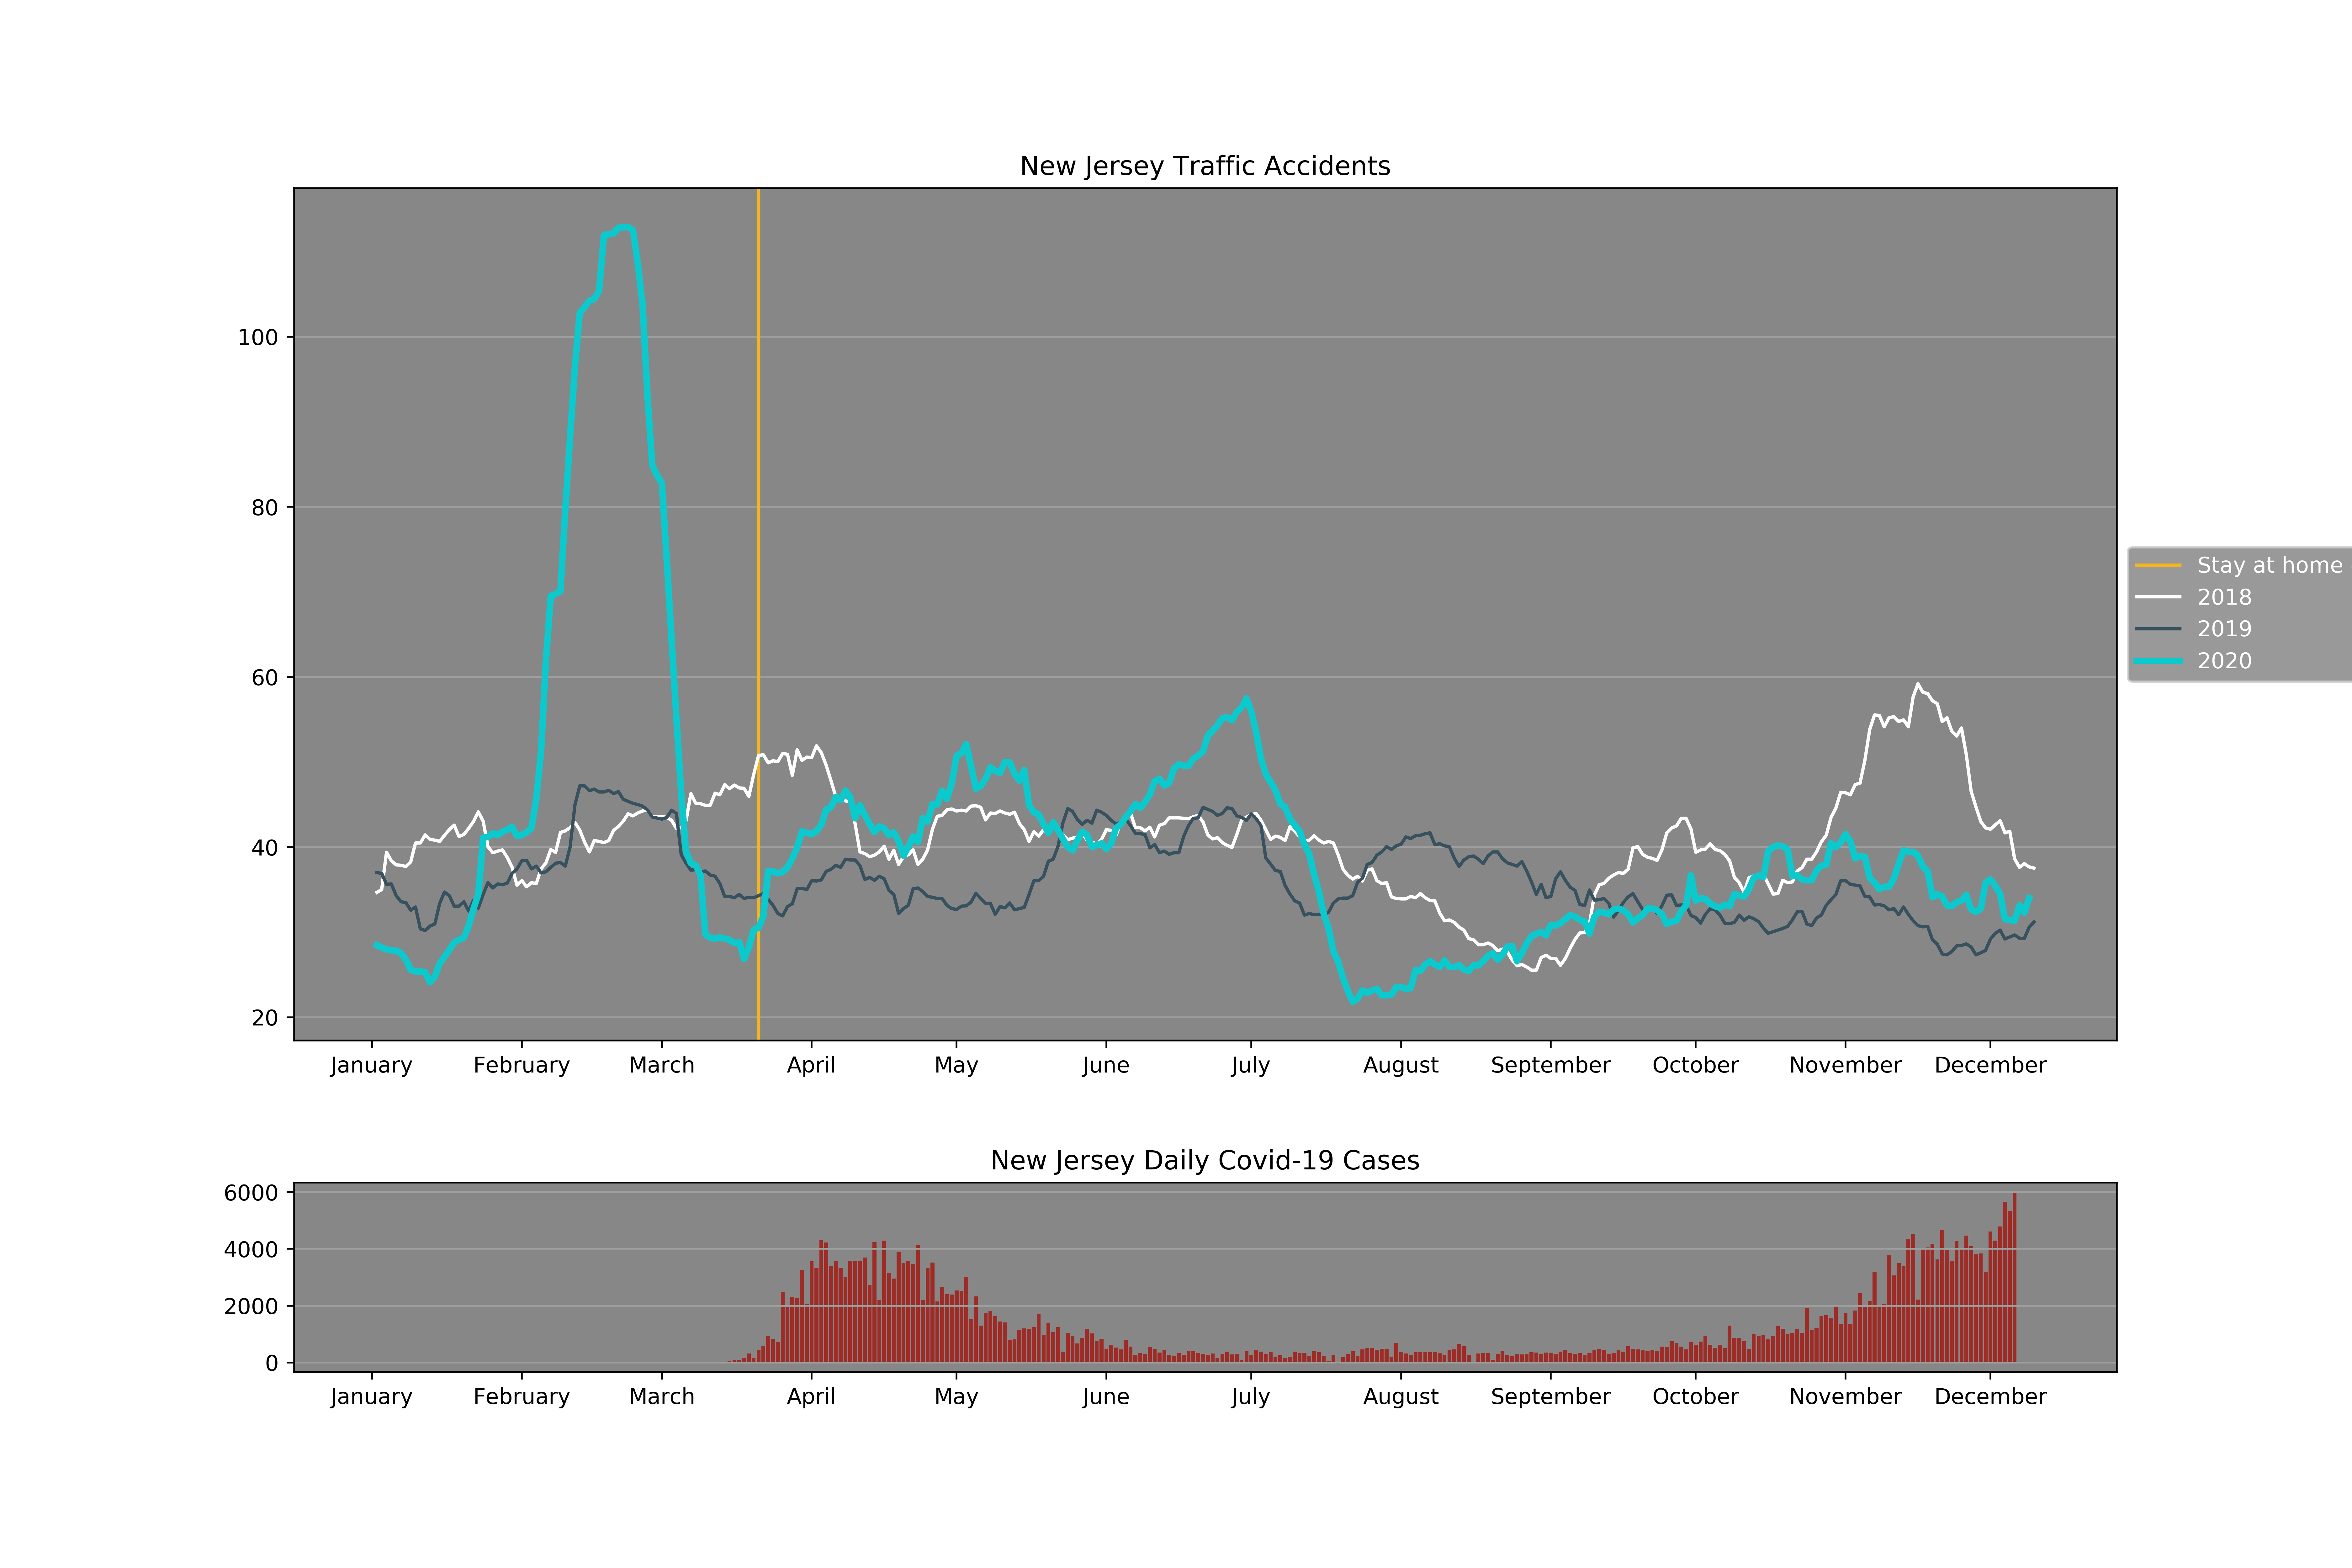 New Jersey Traffic Accidents
100
80
60
40
20
January February March April May June July August September October November December
Stay at home
2018
2019
2020
New Jersey Daily Covid-19 Cases
6000
4000
2000
0
January February March April May June July August September October November December